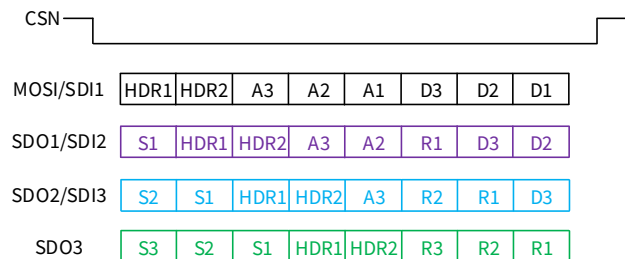 CSN
MOSI/SDI1 HDR1 HDR2 A3 A2 A1 D3 D2 D1
SDO1/SDI2 S1 HDR1 HDR2 A3 A2 R1 D3 D2
SDO2/SDI3 S2 S1 HDR1 HDR2 A3 R2 R1 D3
SDO3 S3 S2 S1 HDR1 HDR2 R3 R2 R1